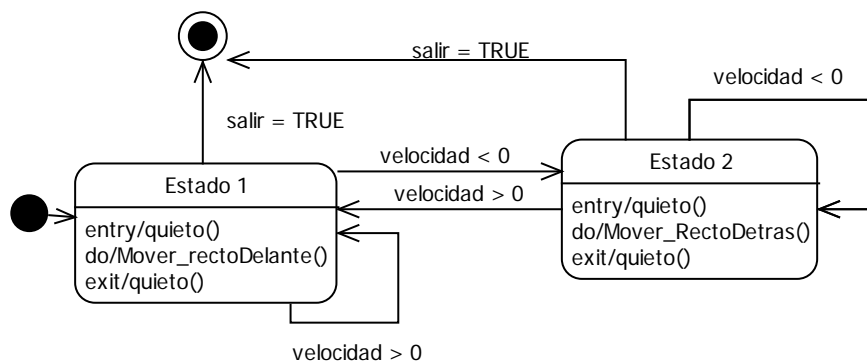 salir = TRUE
velocidad < 0
salir = TRUE
velocidad < 0
Estado 2
Estado 1
velocidad > 0
entry/quieto()
do/Mover_RectoDetras()
exit/quieto()
entry/quieto()
do/Mover_rectoDelante()
exit/quieto()
velocidad > 0